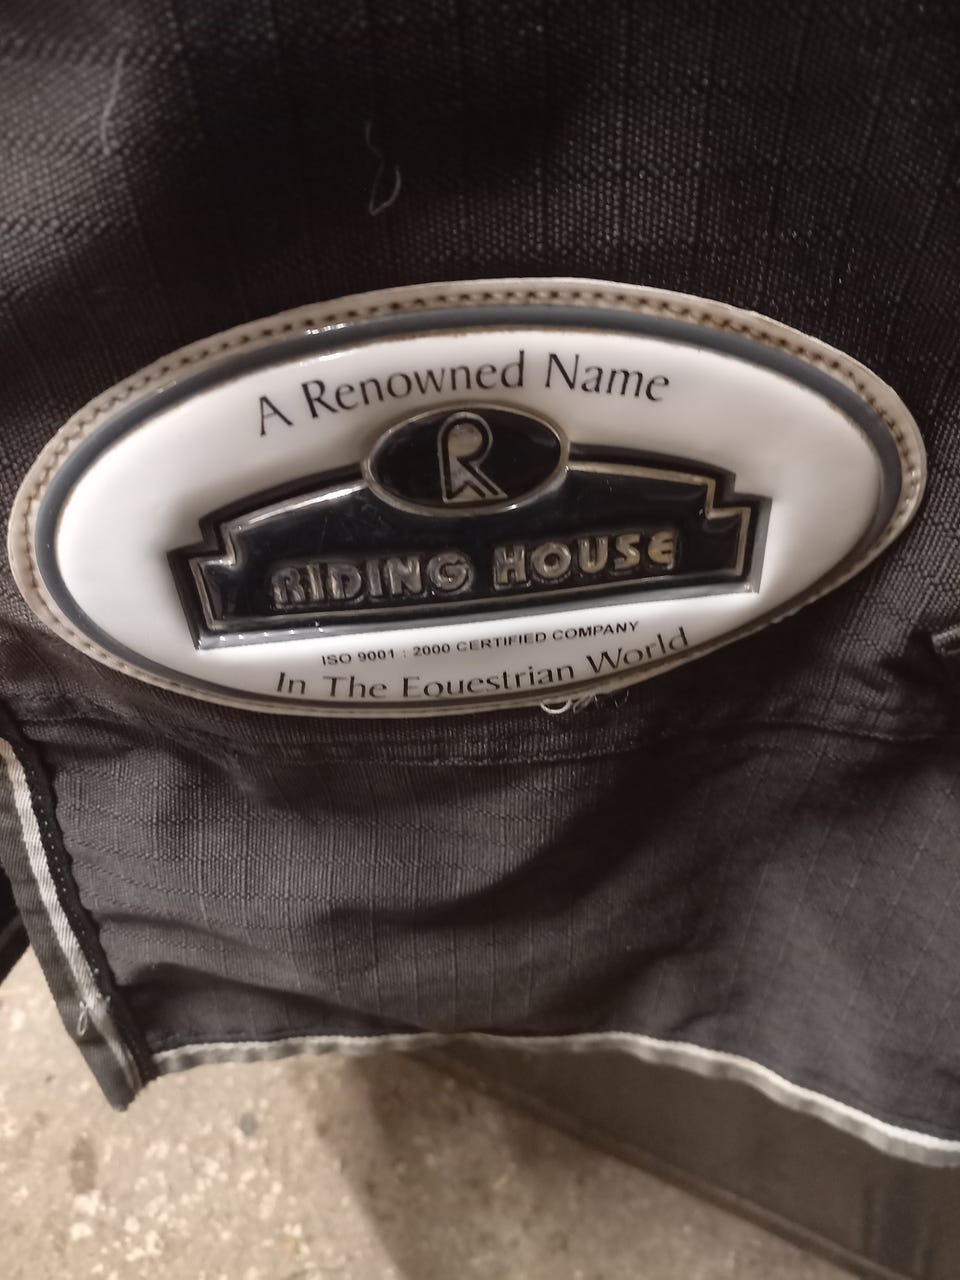 A Renowned Name
R
RIDING HOUSE
ISO 9001 : 2000 CERTIFIED COMPANY
In The Equestrian World